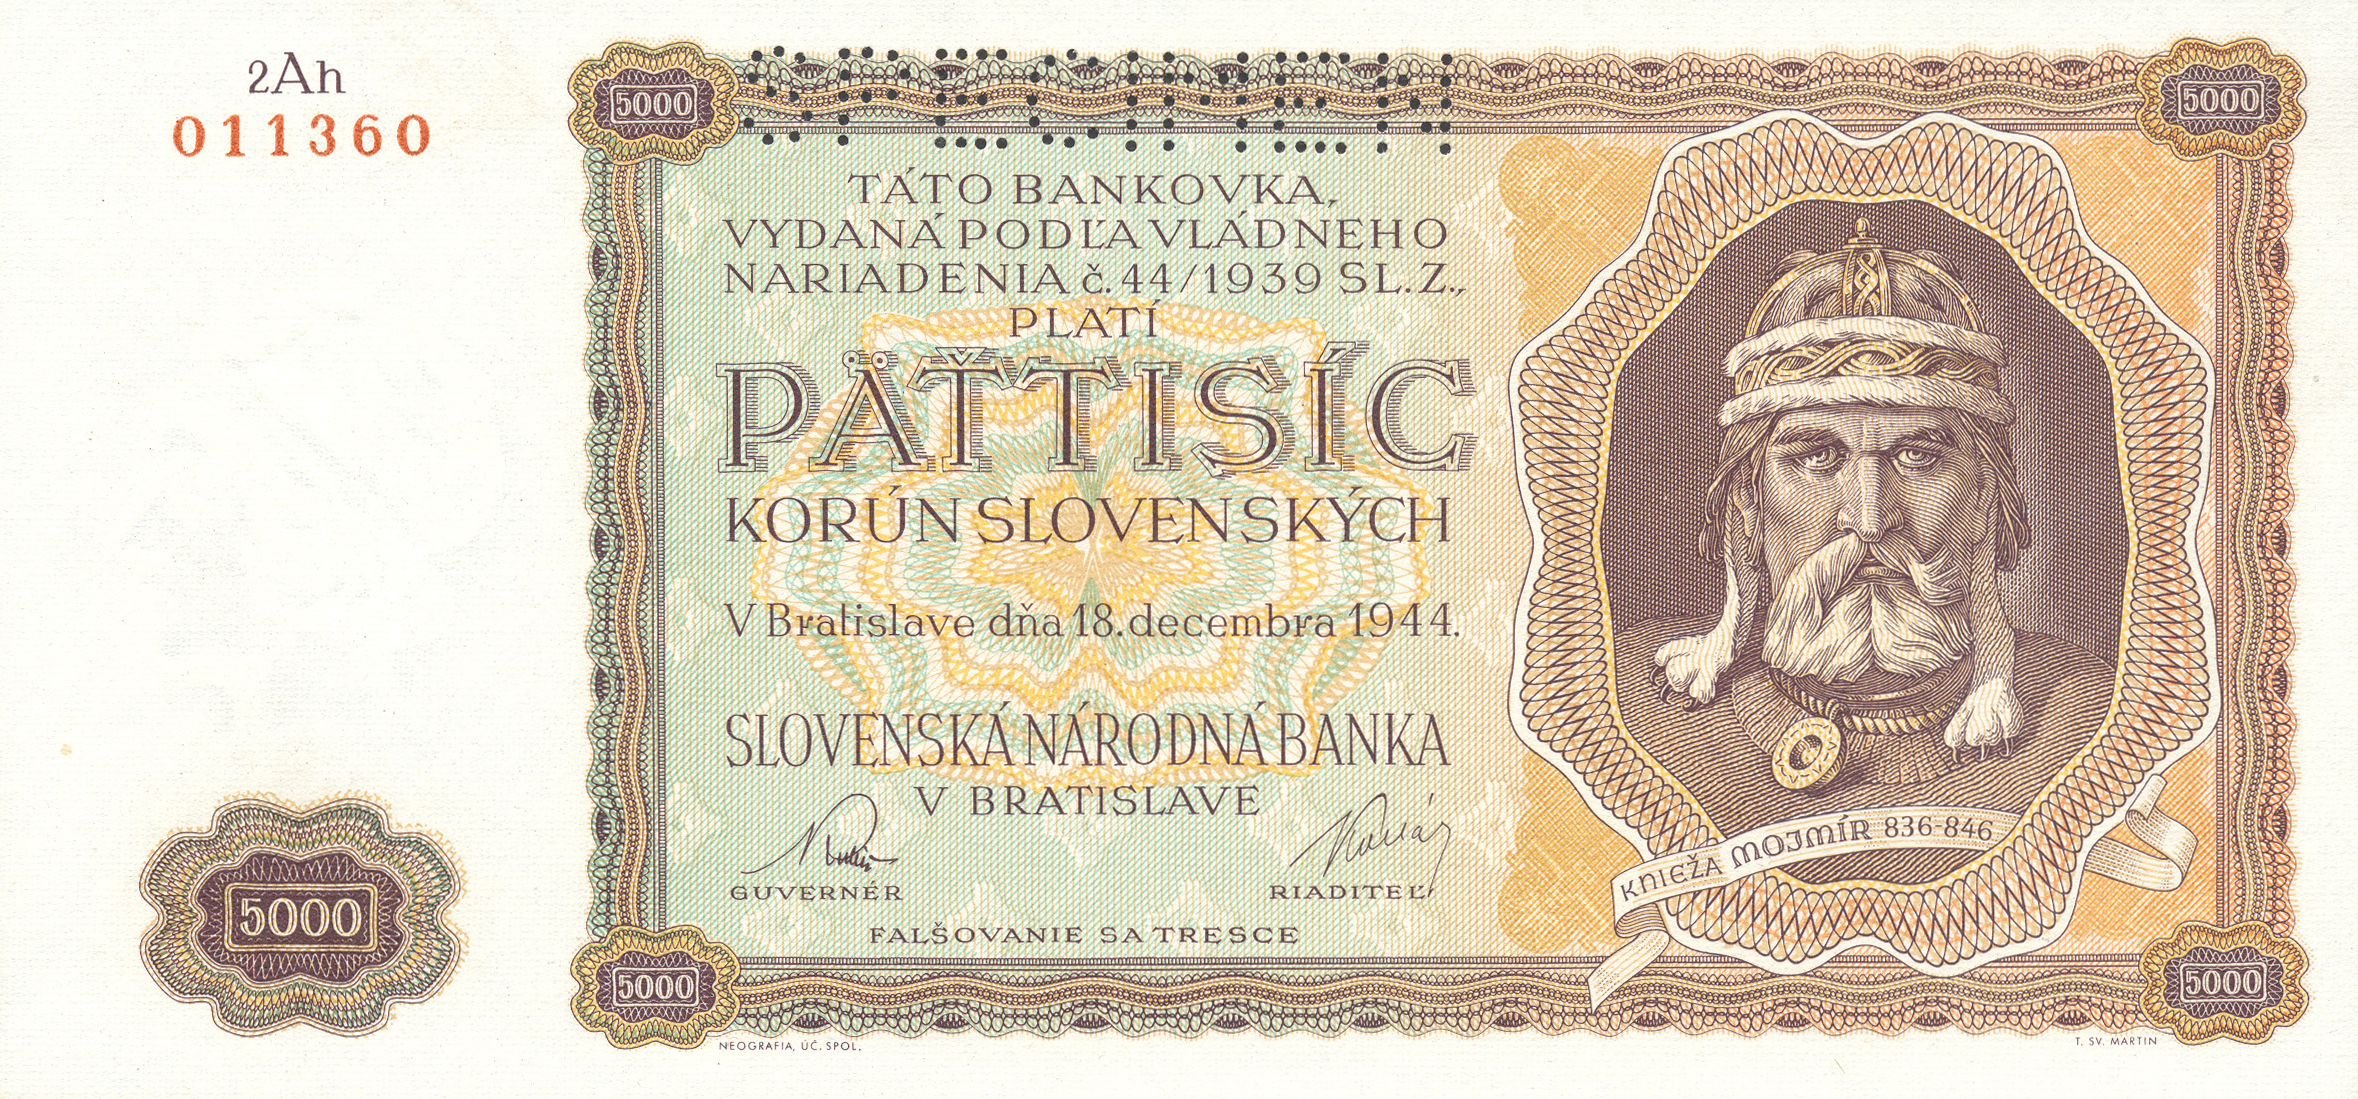 2Ah
011360
5000
5000
SPECIMEN
TÁTO BANKOVKA,
VYDANÁ PODĽA VLÁDNEHO
NARIADENIA č. 44/1939 SL. Z.,
PLATÍ
PÄŤTISÍC
KORÚN SLOVENSKÝCH
V Bratislave dňa 18. decembra 1944.
SLOVENSKÁ NÁRODNÁ BANKA
V BRATISLAVE
GUVERNÉR
RIADITEĽ
FALŠOVANIE SA TRESCE
KNIEŽA MOJMÍR 836-846
5000
5000
5000
NEOGRAFIA, ÚČ. SPOL.
T. SV. MARTIN